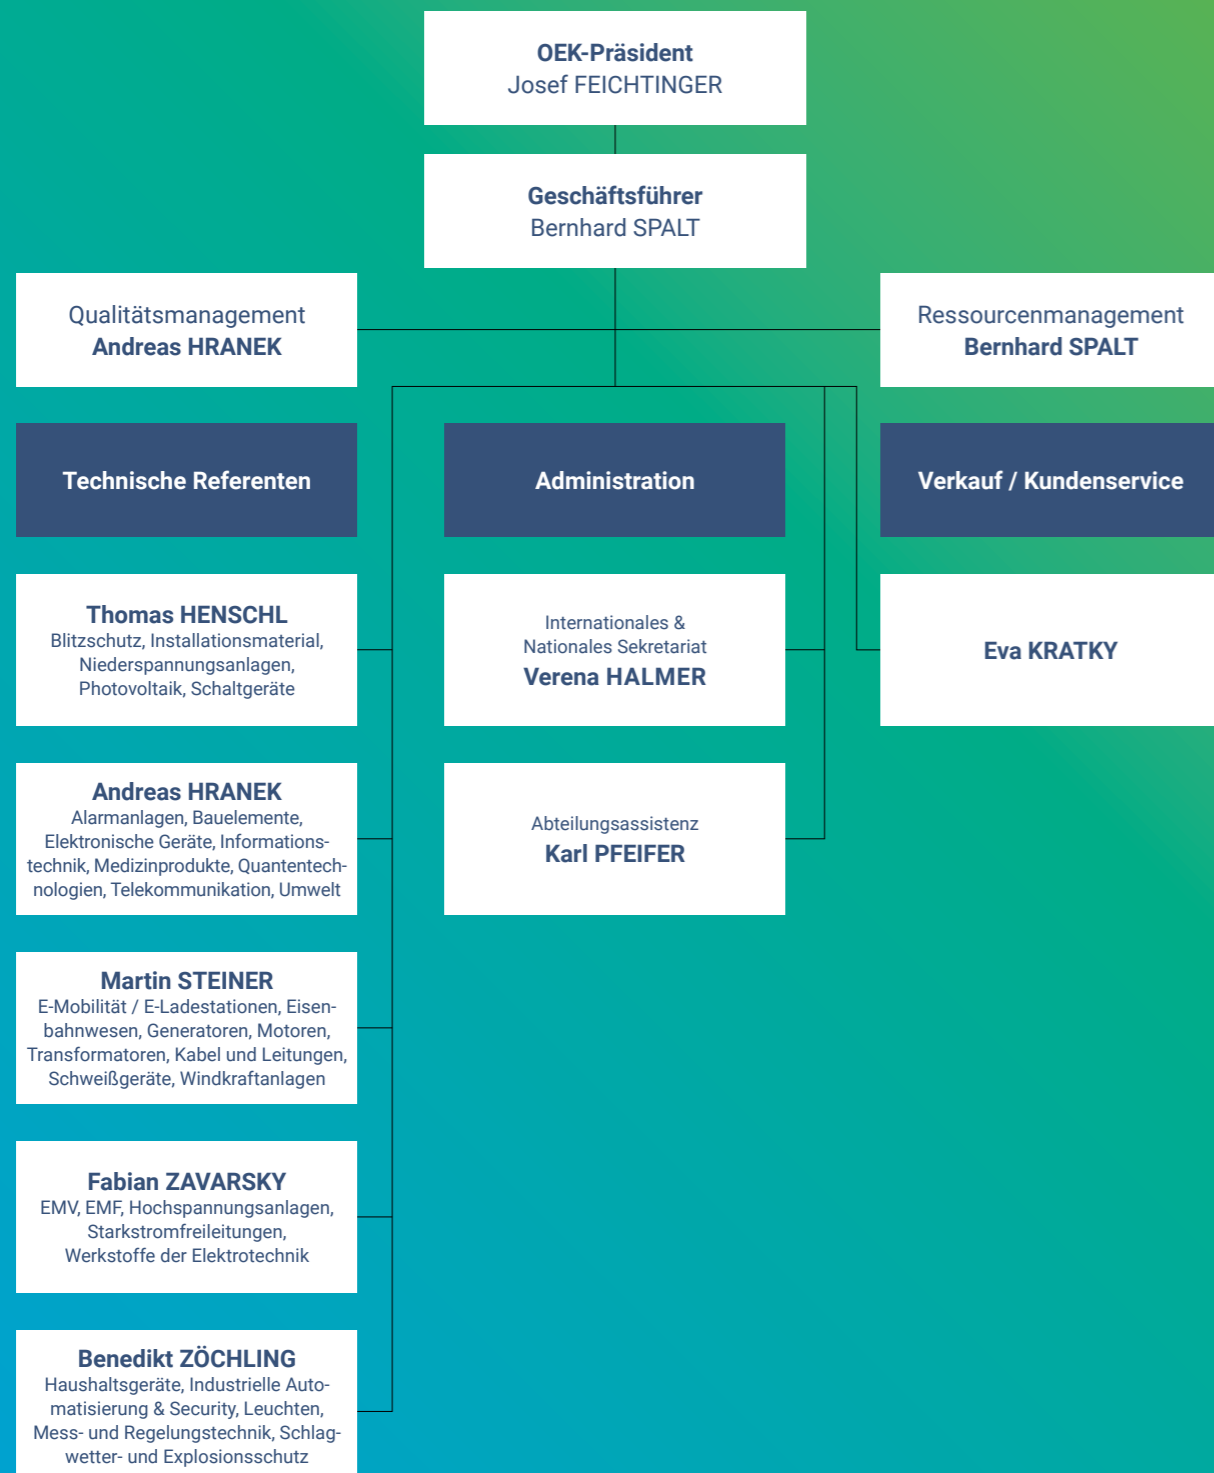 OEK-Präsident
Josef FEICHTINGER
Geschäftsführer
Bernhard SPALT
Qualitätsmanagement
Andreas HRANEK
Ressourcenmanagement
Bernhard SPALT
Technische Referenten
Thomas HENSCHL
Blitzschutz, Installationsmaterial,
Niederspannungsanlagen,
Photovoltaik, Schaltgeräte
Andreas HRANEK
Alarmanlagen, Bauelemente,
Elektronische Geräte, Informations-
technik, Medizinprodukte, Quantentech-
nologien, Telekommunikation, Umwelt
Martin STEINER
E-Mobilität / E-Ladestationen, Eisen-
bahnwesen, Generatoren, Motoren,
Transformatoren, Kabel und Leitungen,
Schweißgeräte, Windkraftanlagen
Fabian ZAVARSKY
EMV, EMF, Hochspannungsanlagen,
Starkstromfreileitungen,
Werkstoffe der Elektrotechnik
Benedikt ZÖCHLING
Haushaltsgeräte, Industrielle Auto-
matisierung & Security, Leuchten,
Mess- und Regelungstechnik, Schlag-
wetter- und Explosionsschutz
Administration
Internationales &
Nationales Sekretariat
Verena HALMER
Abteilungsassistenz
Karl PFEIFER
Verkauf / Kundenservice
Eva KRATKY